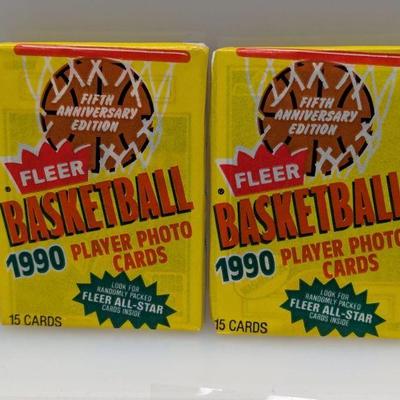 FIFTH
ANNIVERSARY
EDITION
FLEER
®
BASKETBALL
1990 PLAYER PHOTO
CARDS
LOOK FOR
RANDOMLY PACKED
FLEER ALL-STAR
CARDS INSIDE
15 CARDS
FIFTH
ANNIVERSARY
EDITION
FLEER
®
BASKETBALL
1990 PLAYER PHOTO
CARDS
LOOK FOR
RANDOMLY PACKED
FLEER ALL-STAR
CARDS INSIDE
15 CARDS